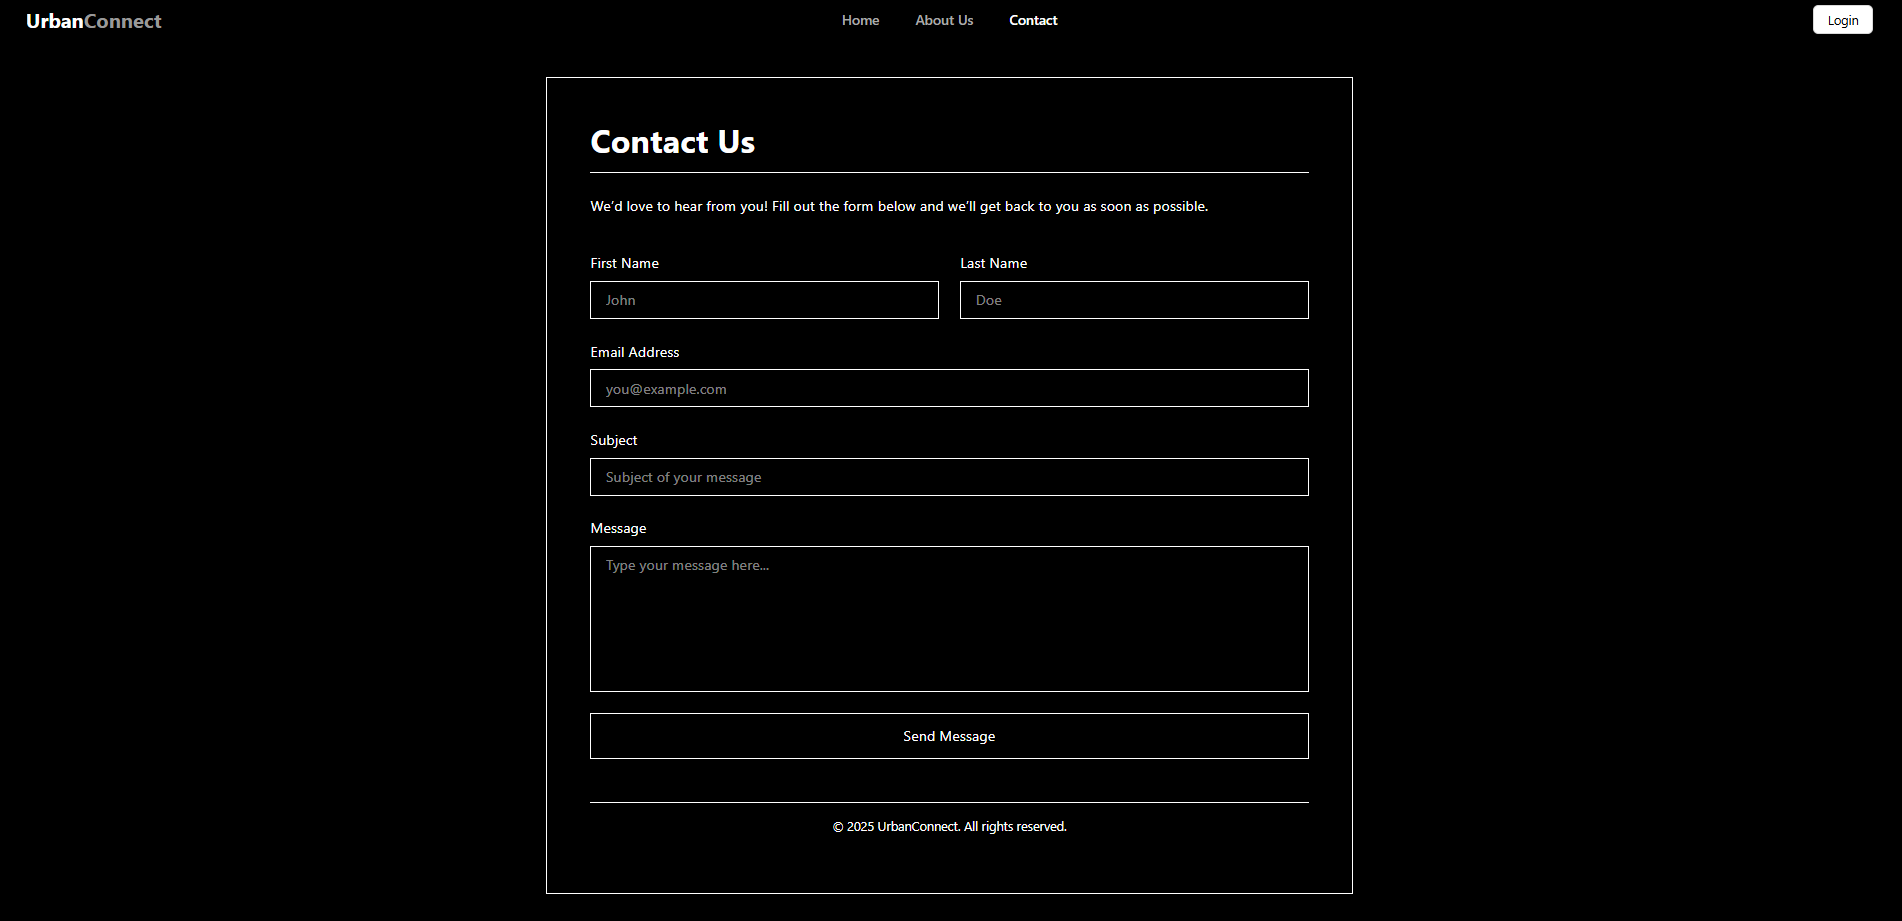 UrbanConnect Home About Us Contact Login
Contact Us
We’d love to hear from you! Fill out the form below and we’ll get back to you as soon as possible.
First Name Last Name
John Doe
Email Address
you@example.com
Subject
Subject of your message
Message
Type your message here...
Send Message
© 2025 UrbanConnect. All rights reserved.